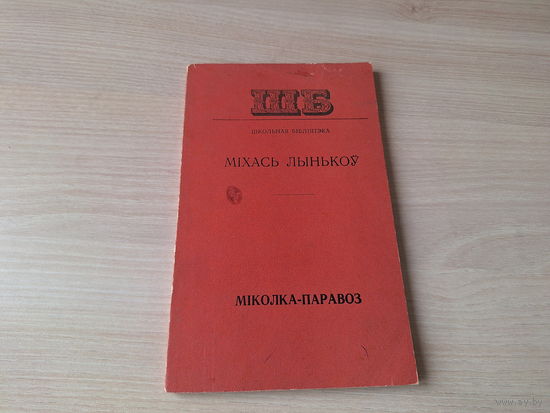 ШБ
ШКОЛЬНАЯ БІБЛІЯТЭКА
МІХАСЬ ЛЫНЬКОЎ
МІКОЛКА-ПАРАВОЗ
www.ay.by